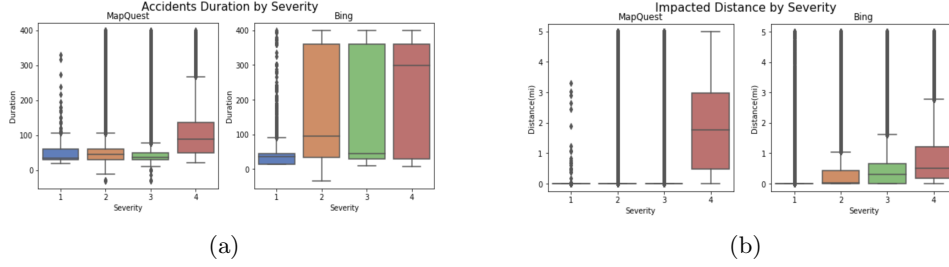 Accidents Duration by Severity
MapQuest
Bing
400
300
200
100
0
Duration
1 2 3 4
Severity
400
300
200
100
0
Duration
1 2 3 4
Severity
(a)
Impacted Distance by Severity
MapQuest
Bing
5
4
3
2
1
0
Distance(mi)
1 2 3 4
Severity
5
4
3
2
1
0
Distance(mi)
1 2 3 4
Severity
(b)